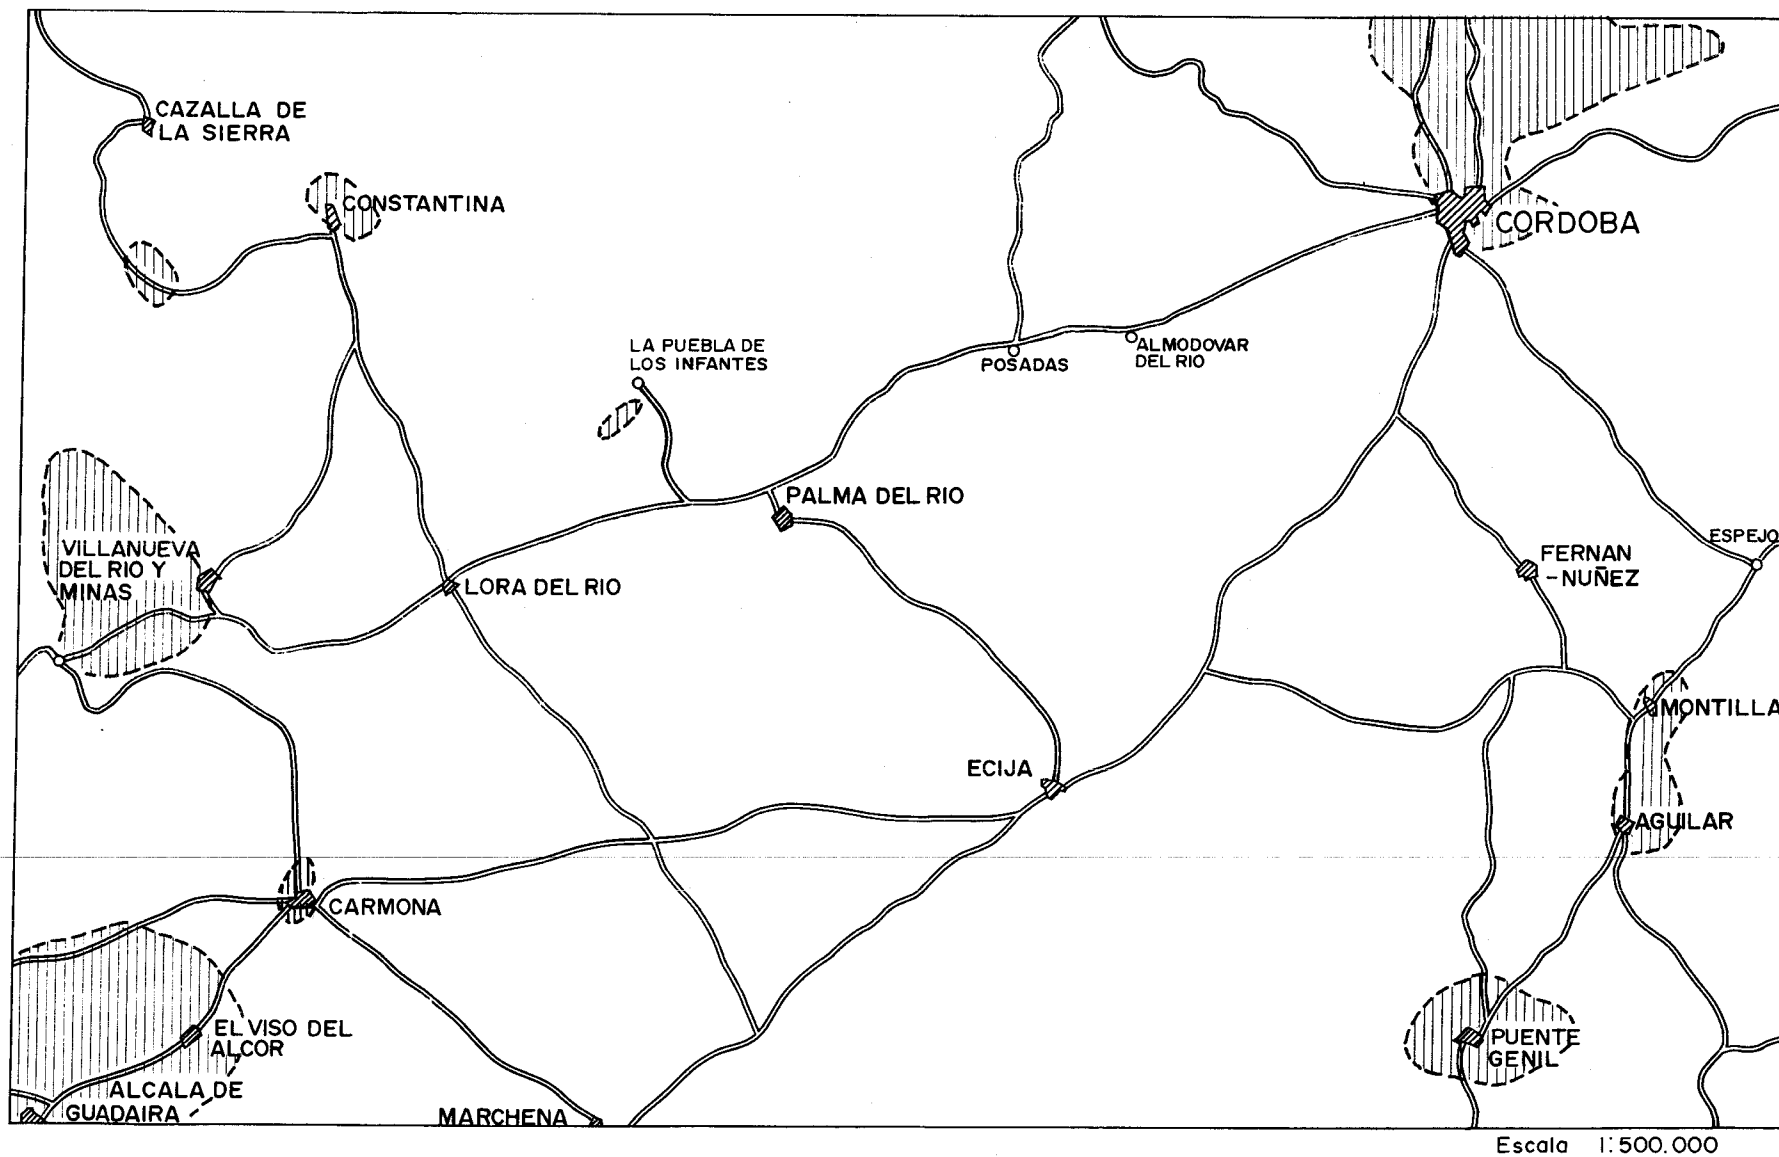 CAZALLA DE
LA SIERRA
CONSTANTINA
CORDOBA
LA PUEBLA DE
LOS INFANTES
POSADAS
ALMODOVAR
DEL RIO
PALMA DEL RIO
VILLANUEVA
DEL RIO Y
MINAS
LORA DEL RIO
FERNAN
-NUÑEZ
ESPEJO
MONTILLA
ECIJA
AGUILAR
CARMONA
EL VISO DEL
ALCOR
PUENTE
GENIL
ALCALA DE
GUADAIRA
MARCHENA
Escala 1:500.000